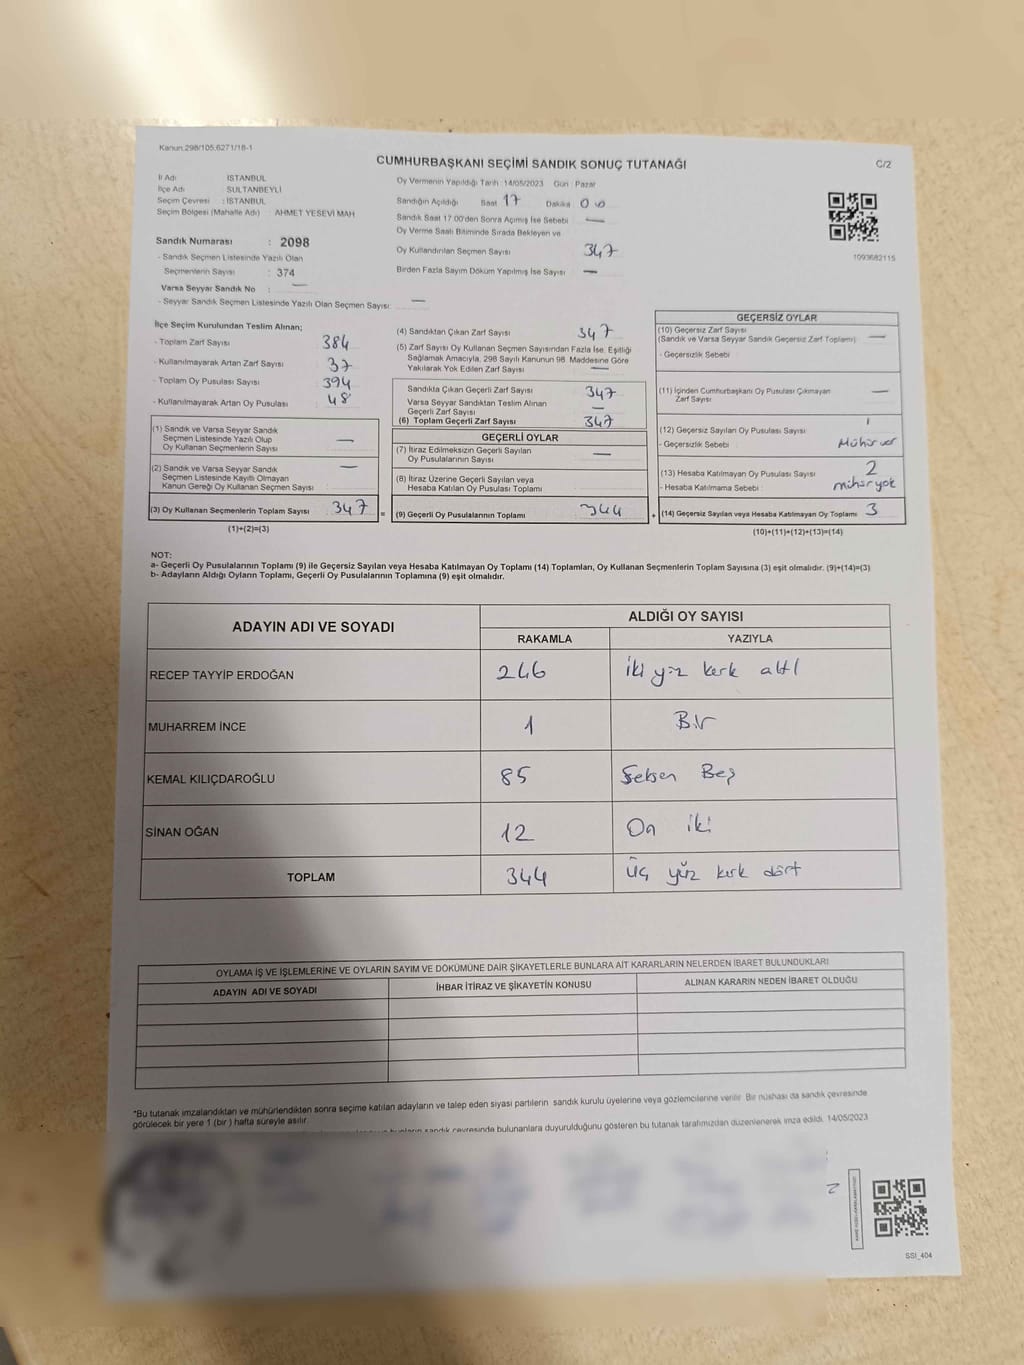 Kanun:298/105,6271/18-1
CUMHURBAŞKANI SEÇİMİ SANDIK SONUÇ TUTANAĞI
C/2
İl Adı : İSTANBUL
İlçe Adı : SULTANBEYLİ
Seçim Çevresi : İSTANBUL
Seçim Bölgesi (Mahalle Adı) : AHMET YESEVİ MAH
Sandık Numarası : 2098
- Sandık Seçmen Listesinde Yazılı Olan
Seçmenlerin Sayısı : 374
Varsa Seyyar Sandık No : —
- Seyyar Sandık Seçmen Listesinde Yazılı Olan Seçmen Sayısı: —
Oy Vermenin Yapıldığı Tarih :14/05/2023 Gün : Pazar
Sandığın Açıldığı Saat 17 Dakika 00
Sandık Saat 17.00'den Sonra Açılmış İse Sebebi —
Oy Verme Saati Bitiminde Sırada Bekleyen ve
Oy Kullandırılan Seçmen Sayısı 347
Birden Fazla Sayım Döküm Yapılmış İse Sayısı —
1093682115
İlçe Seçim Kurulundan Teslim Alınan;
- Toplam Zarf Sayısı 384
- Kullanılmayarak Artan Zarf Sayısı 37
- Toplam Oy Pusulası Sayısı 394
- Kullanılmayarak Artan Oy Pusulası 48
(1) Sandık ve Varsa Seyyar Sandık
Seçmen Listesinde Yazılı Olup
Oy Kullanan Seçmenlerin Sayısı —
(2) Sandık ve Varsa Seyyar Sandık
Seçmen Listesinde Kayıtlı Olmayan
Kanun Gereği Oy Kullanan Seçmen Sayısı —
(3) Oy Kullanan Seçmenlerin Toplam Sayısı 347
(1)+(2)=(3)
(4) Sandıktan Çıkan Zarf Sayısı 347
(5) Zarf Sayısı Oy Kullanan Seçmen Sayısından Fazla İse, Eşitliği
Sağlamak Amacıyla, 298 Sayılı Kanunun 98. Maddesine Göre
Yakılarak Yok Edilen Zarf Sayısı —
Sandıkla Çıkan Geçerli Zarf Sayısı 347
Varsa Seyyar Sandıktan Teslim Alınan
Geçerli Zarf Sayısı —
(6) Toplam Geçerli Zarf Sayısı 347
GEÇERLİ OYLAR
(7) İtiraz Edilmeksizin Geçerli Sayılan
Oy Pusulalarının Sayısı —
(8) İtiraz Üzerine Geçerli Sayılan veya
Hesaba Katılan Oy Pusulası Toplamı
= (9) Geçerli Oy Pusulalarının Toplamı 344
GEÇERSİZ OYLAR
(10) Geçersiz Zarf Sayısı
(Sandık ve Varsa Seyyar Sandık Geçersiz Zarf Toplamı) —
- Geçersizlik Sebebi
(11) İçinden Cumhurbaşkanı Oy Pusulası Çıkmayan
Zarf Sayısı —
(12) Geçersiz Sayılan Oy Pusulası Sayısı 1
- Geçersizlik Sebebi : Mühür var
(13) Hesaba Katılmayan Oy Pusulası Sayısı 2
- Hesaba Katılmama Sebebi : mühür yok
+ (14) Geçersiz Sayılan veya Hesaba Katılmayan Oy Toplamı 3
(10)+(11)+(12)+(13)=(14)
NOT:
a- Geçerli Oy Pusulalarının Toplamı (9) ile Geçersiz Sayılan veya Hesaba Katılmayan Oy Toplamı (14) Toplamları, Oy Kullanan Seçmenlerin Toplam Sayısına (3) eşit olmalıdır. (9)+(14)=(3)
b- Adayların Aldığı Oyların Toplamı, Geçerli Oy Pusulalarının Toplamına (9) eşit olmalıdır.
ADAYIN ADI VE SOYADI
ALDIĞI OY SAYISI
RAKAMLA YAZIYLA
RECEP TAYYİP ERDOĞAN 246 iki yüz kerk altı
MUHARREM İNCE 1 Bir
KEMAL KILIÇDAROĞLU 85 Seksen Beş
SİNAN OĞAN 12 On iki
TOPLAM 344 üç yüz kırk dört
OYLAMA İŞ VE İŞLEMLERİNE VE OYLARIN SAYIM VE DÖKÜMÜNE DAİR ŞİKAYETLERLE BUNLARA AİT KARARLARIN NELERDEN İBARET BULUNDUKLARI
ADAYIN ADI VE SOYADI İHBAR İTİRAZ VE ŞİKAYETİN KONUSU ALINAN KARARIN NEDEN İBARET OLDUĞU
*Bu tutanak imzalandıktan ve mühürlendikten sonra seçime katılan adayların ve talep eden siyasi partilerin sandık kurulu üyelerine veya gözlemcilerine verilir. Bir nüshası da sandık çevresinde
görülecek bir yere 1 (bir) hafta süreyle asılır.
sandık çevresinde bulunanlara duyurulduğunu gösteren bu tutanak tarafımızdan düzenlenerek imza edildi. 14/05/2023
SSI_404